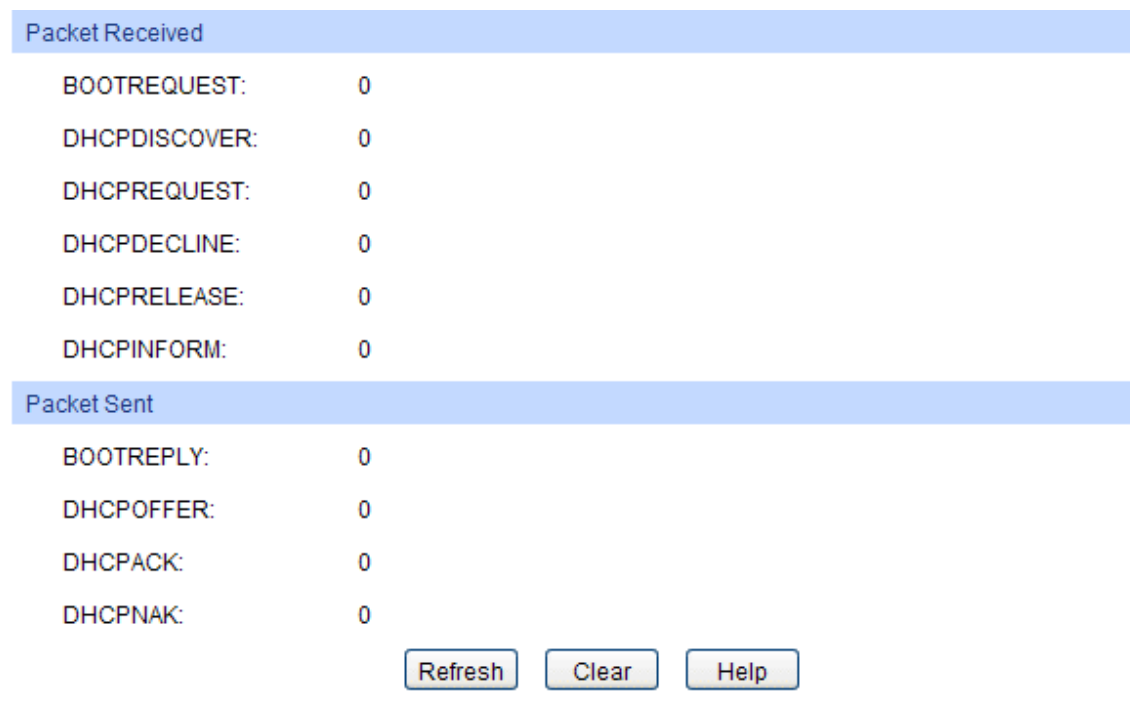 Packet Received
BOOTREQUEST: 0
DHCPDISCOVER: 0
DHCPREQUEST: 0
DHCPDECLINE: 0
DHCPRELEASE: 0
DHCPINFORM: 0
Packet Sent
BOOTREPLY: 0
DHCPOFFER: 0
DHCPACK: 0
DHCPNAK: 0
Refresh Clear Help